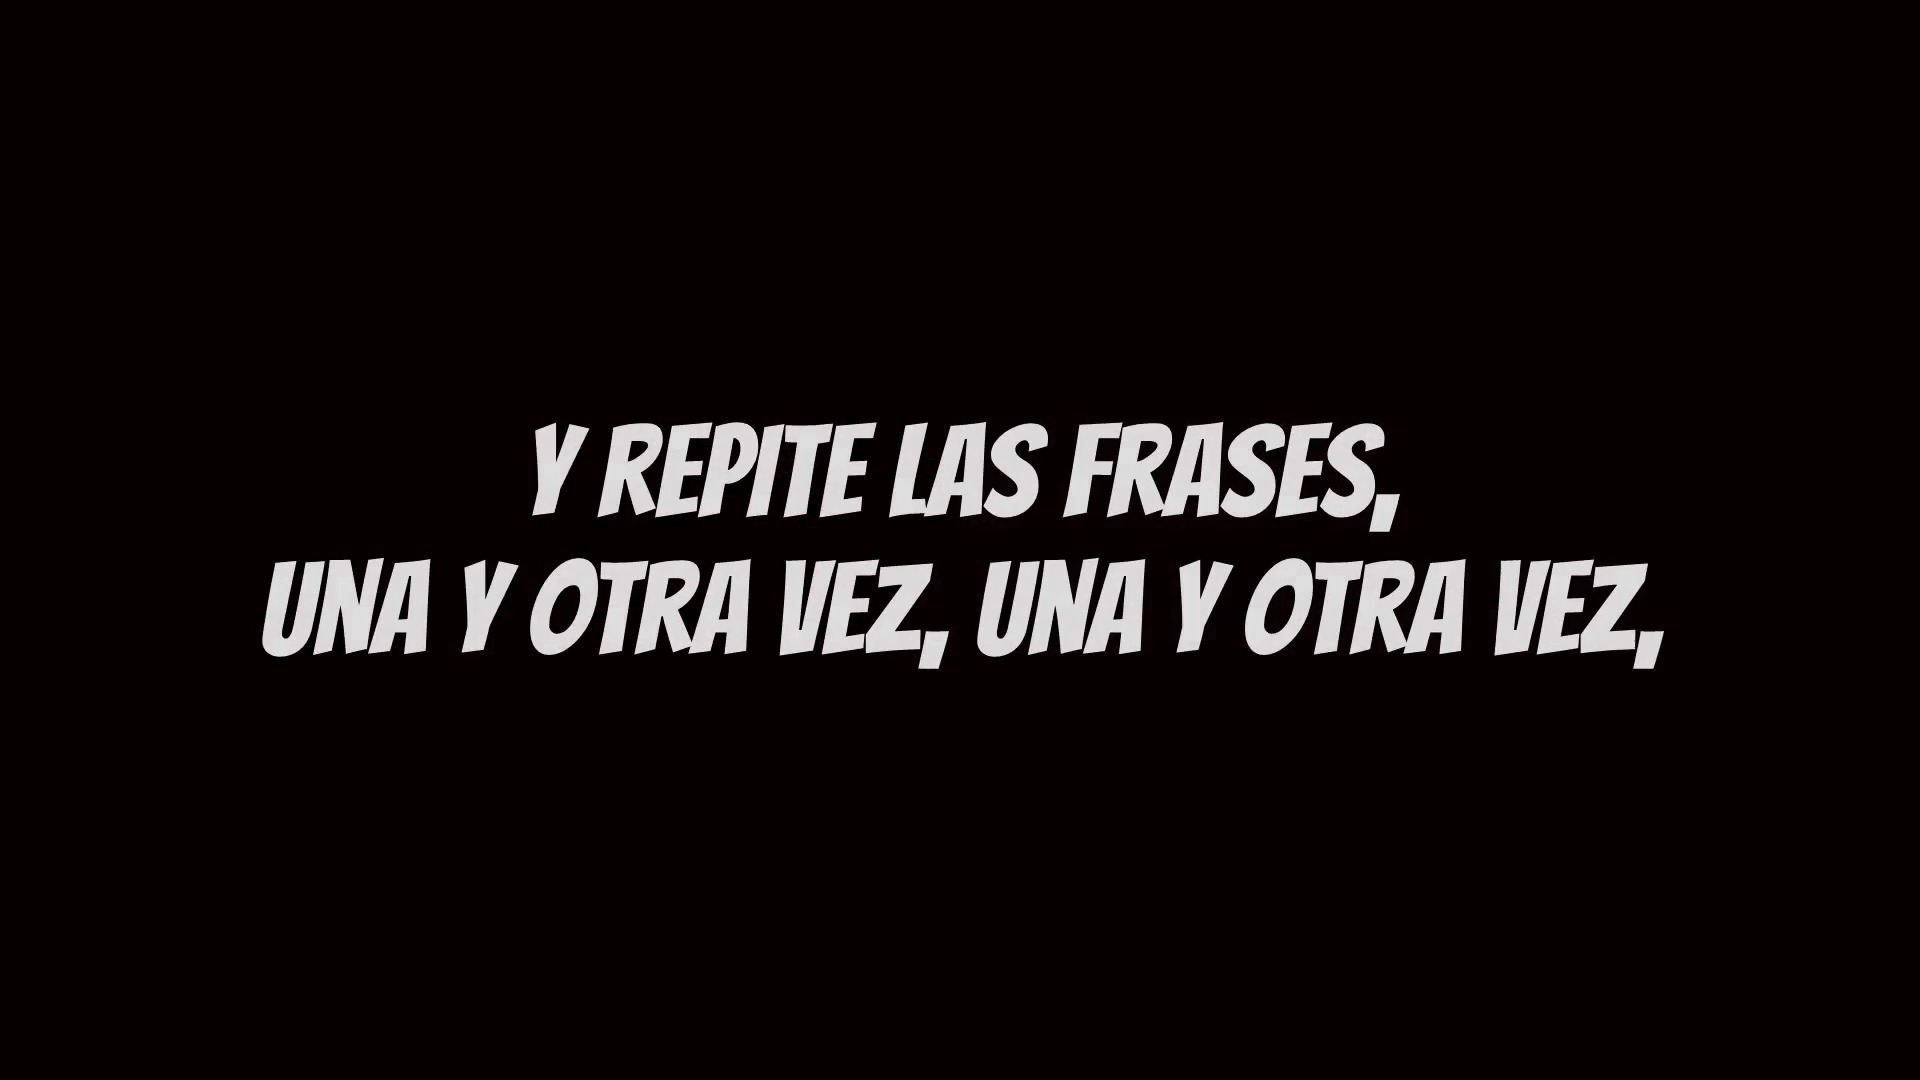 Y REPITE LAS FRASES,
UNA Y OTRA VEZ, UNA Y OTRA VEZ,